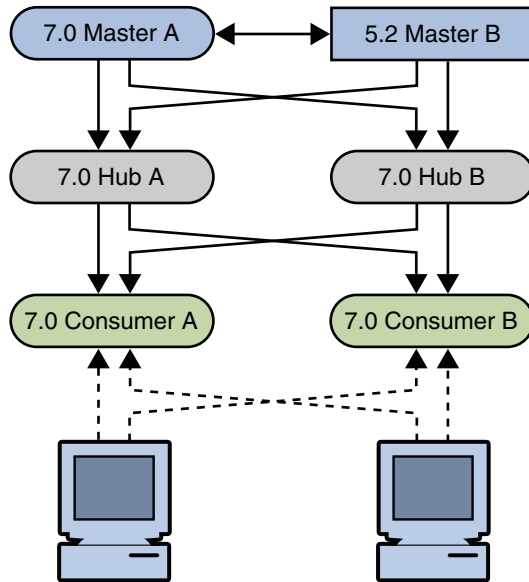 7.0 Master A
5.2 Master B
7.0 Hub A
7.0 Hub B
7.0 Consumer A
7.0 Consumer B